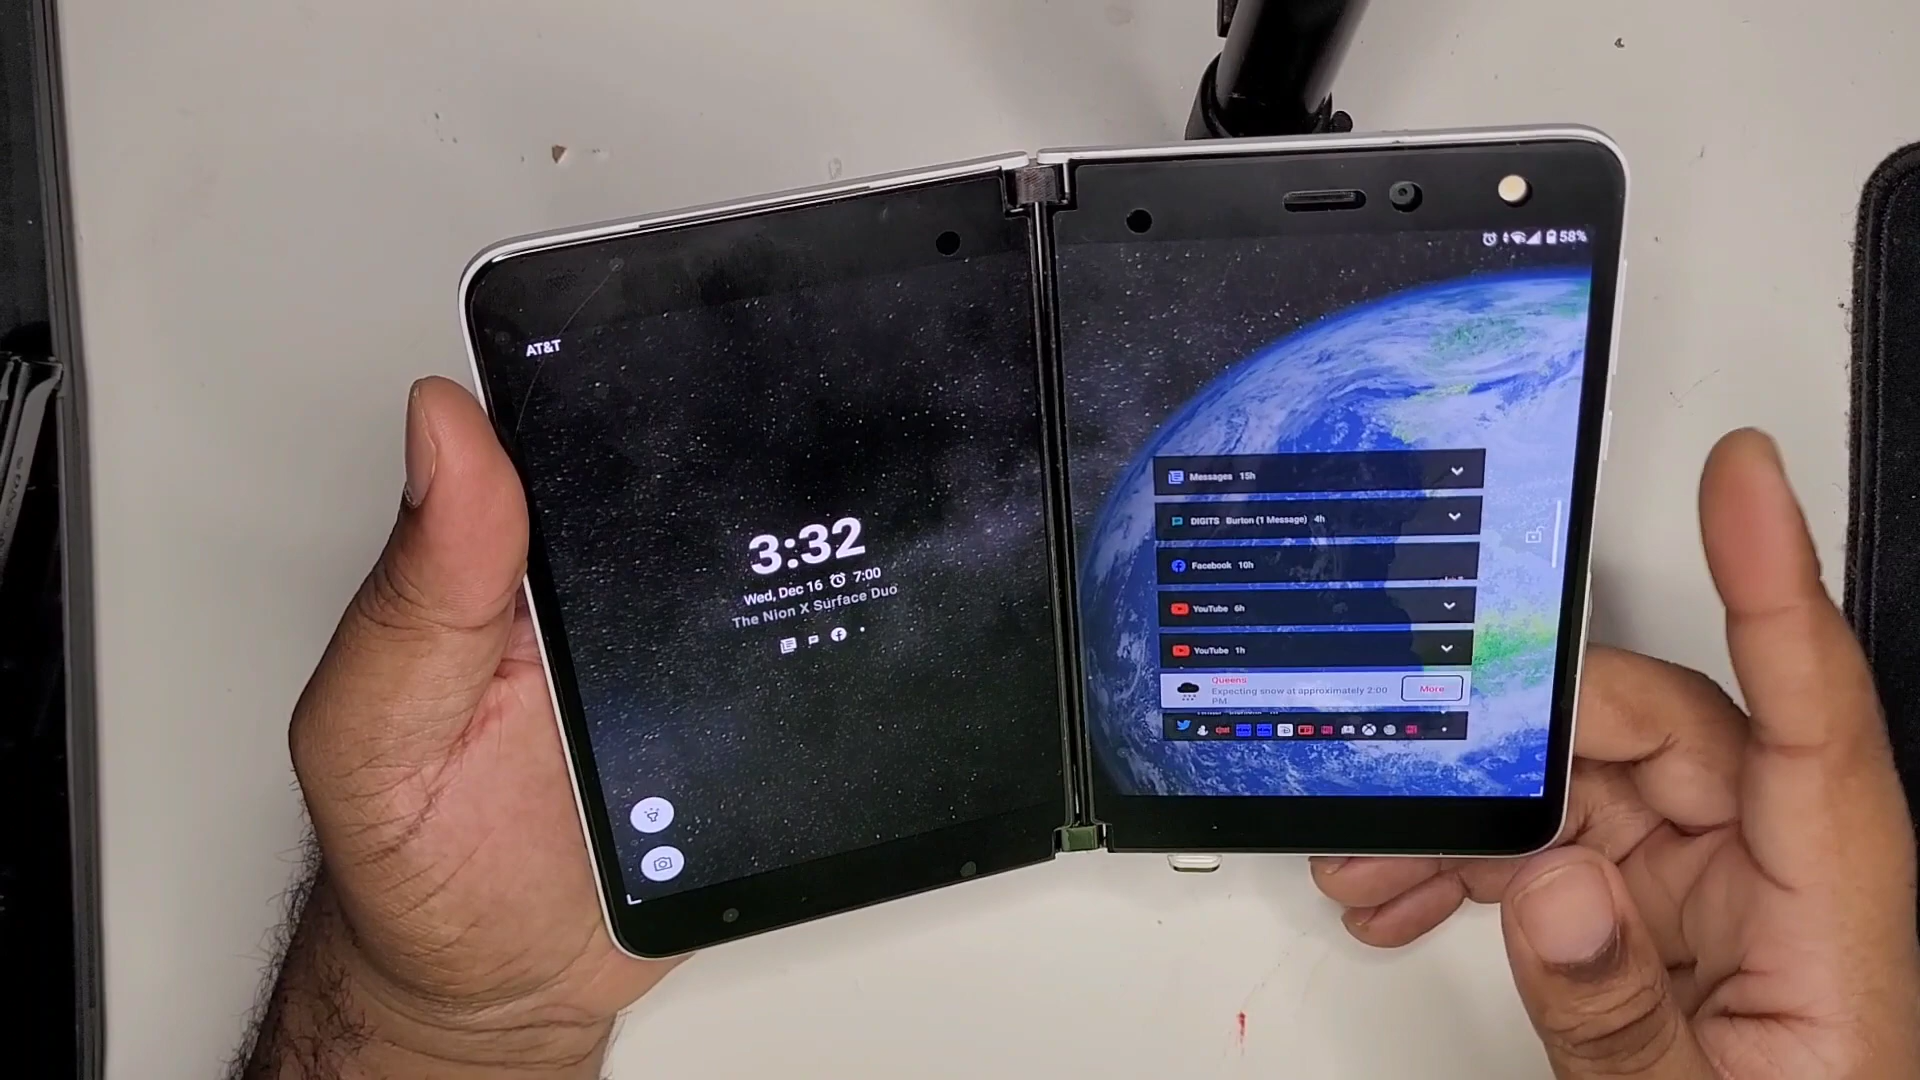 AT&T
3:32
Wed, Dec 16 7:00
The Nion X Surface Duo
58%
Messages 15h
DIGITS Burton (1 Message) 4h
Facebook 10h
YouTube 6h
YouTube 1h
Queens
Expecting snow at approximately 2:00
PM
More